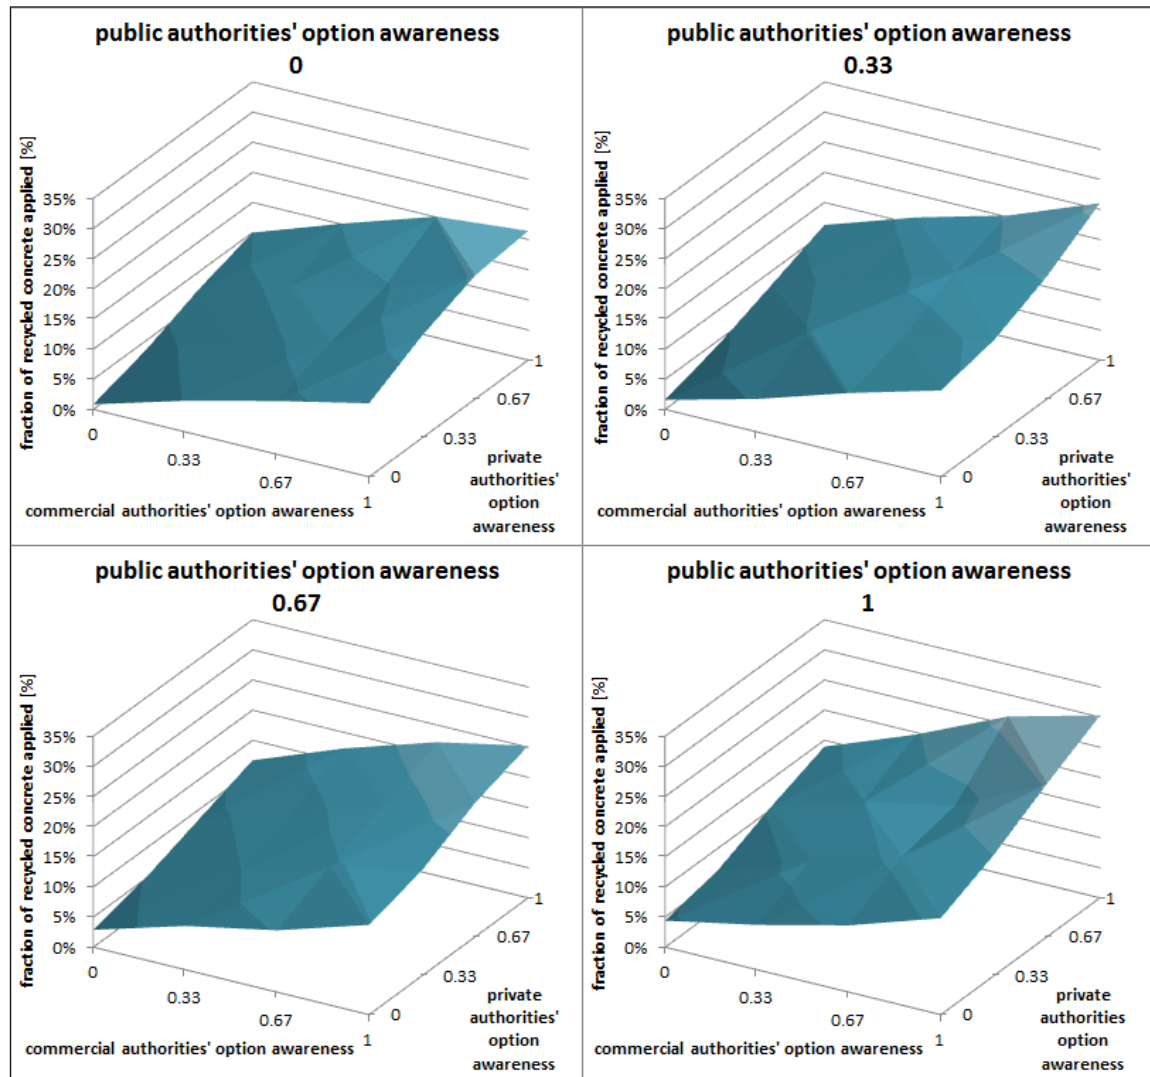 public authorities' option awareness
0
fraction of recycled concrete applied [%]
35%
30%
25%
20%
15%
10%
5%
0%
0
0.33
0.67
1
commercial authorities' option awareness
0
0.33
0.67
1
private
authorities'
option
awareness
public authorities' option awareness
0.33
fraction of recycled concrete applied [%]
35%
30%
25%
20%
15%
10%
5%
0%
0
0.33
0.67
1
commercial authorities' option awareness
0
0.33
0.67
1
private
authorities'
option
awareness
public authorities' option awareness
0.67
fraction of recycled concrete applied [%]
35%
30%
25%
20%
15%
10%
5%
0%
0
0.33
0.67
1
commercial authorities' option awareness
0
0.33
0.67
1
private
authorities'
option
awareness
public authorities' option awareness
1
fraction of recycled concrete applied [%]
35%
30%
25%
20%
15%
10%
5%
0%
0
0.33
0.67
1
commercial authorities' option awareness
0
0.33
0.67
1
private
authorities
option
awareness